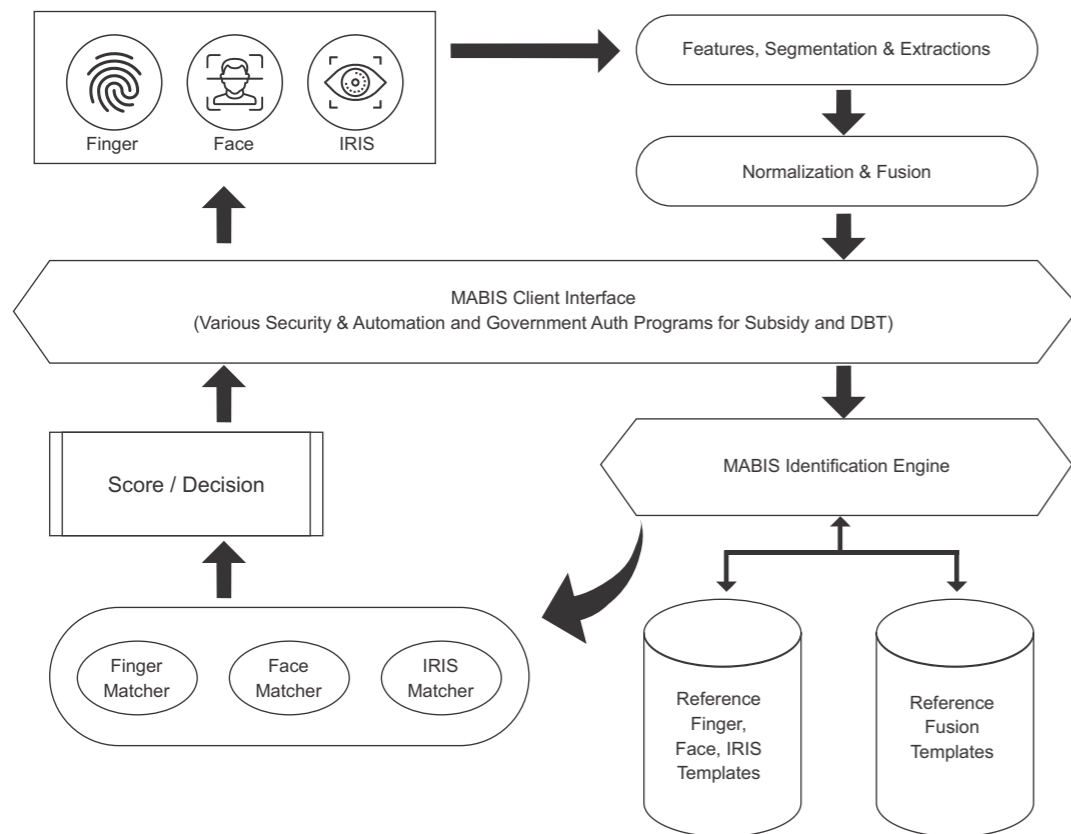 Finger
Face
IRIS
Features, Segmentation & Extractions
Normalization & Fusion
MABIS Client Interface
(Various Security & Automation and Government Auth Programs for Subsidy and DBT)
Score / Decision
MABIS Identification Engine
Finger
Matcher
Face
Matcher
IRIS
Matcher
Reference
Finger,
Face, IRIS
Templates
Reference
Fusion
Templates